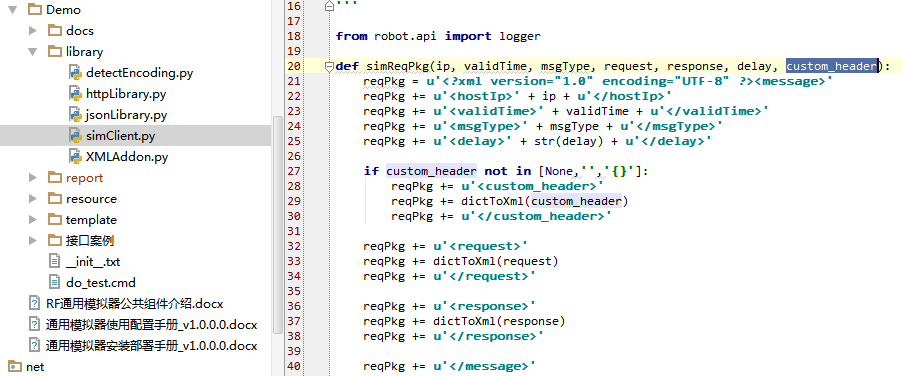 Demo
docs
library
detectEncoding.py
httpLibrary.py
jsonLibrary.py
simClient.py
XMLAddon.py
report
resource
template
接口案例
__init__.txt
do_test.cmd
RF通用模拟器公共组件介绍.docx
通用模拟器使用配置手册_v1.0.0.0.docx
通用模拟器安装部署手册_v1.0.0.0.docx
net
16 '''
17
18 from robot.api import logger
19
20 def simReqPkg(ip, validTime, msgType, request, response, delay, custom_header):
21     reqPkg = u'<?xml version="1.0" encoding="UTF-8" ?><message>'
22     reqPkg += u'<hostIp>' + ip + u'</hostIp>'
23     reqPkg += u'<validTime>' + validTime + u'</validTime>'
24     reqPkg += u'<msgType>' + msgType + u'</msgType>'
25     reqPkg += u'<delay>' + str(delay) + u'</delay>'
26
27     if custom_header not in [None,'','{}']:
28         reqPkg += u'<custom_header>'
29         reqPkg += dictToXml(custom_header)
30         reqPkg += u'</custom_header>'
31
32     reqPkg += u'<request>'
33     reqPkg += dictToXml(request)
34     reqPkg += u'</request>'
35
36     reqPkg += u'<response>'
37     reqPkg += dictToXml(response)
38     reqPkg += u'</response>'
39
40     reqPkg += u'</message>'